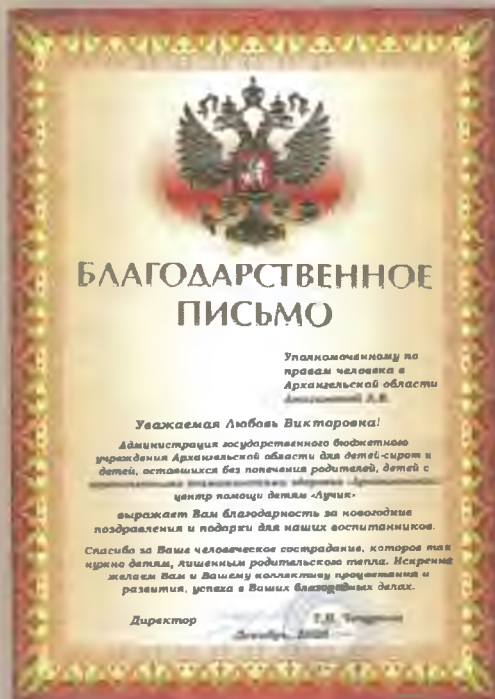 БЛАГОДАРСТВЕННОЕ
ПИСЬМО
Уполномоченному по
правам человека в
Архангельской области
Уважаемая Любовь Викторовна!
Администрация государственного бюджетного
учреждения Архангельской области для детей-сирот и
детей, оставшихся без попечения родителей, детей с
центр помощи детям «Лучик»
выражает Вам благодарность за новогодние
поздравления и подарки для наших воспитанников.
Спасибо за Ваше человеческое сострадание, которое так
нужно детям, лишенным родительского тепла. Искренне
желаем Вам и Вашему коллективу процветания и
развития, успеха в Ваших благородных делах.
Директор
Декабрь